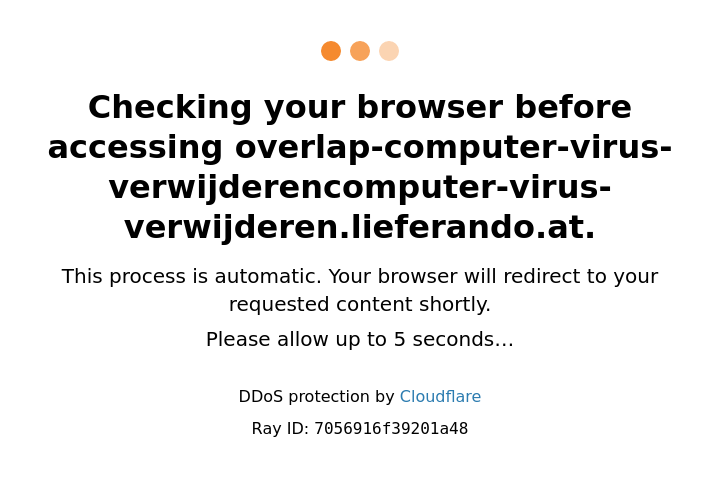 Checking your browser before
accessing overlap-computer-virus-
verwijderencomputer-virus-
verwijderen.lieferando.at.
This process is automatic. Your browser will redirect to your
requested content shortly.
Please allow up to 5 seconds…
DDoS protection by Cloudflare
Ray ID: 7056916f39201a48